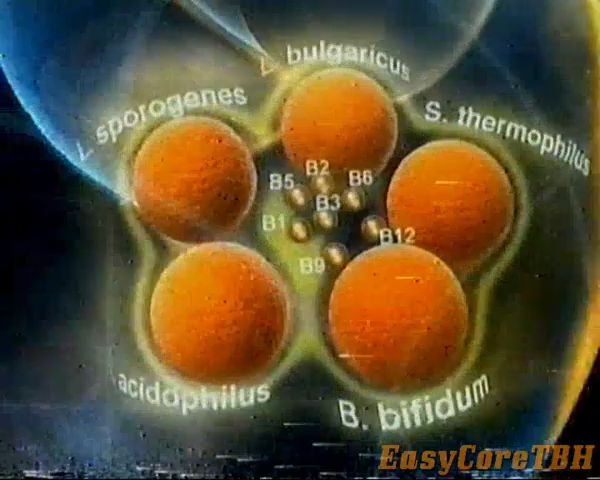 L bulgaricus
L sporogenes
S. thermophilus
B2
B5
B6
B3
B1
B12
B9
acidophilus
B. bifidum
EasyCoreTBH